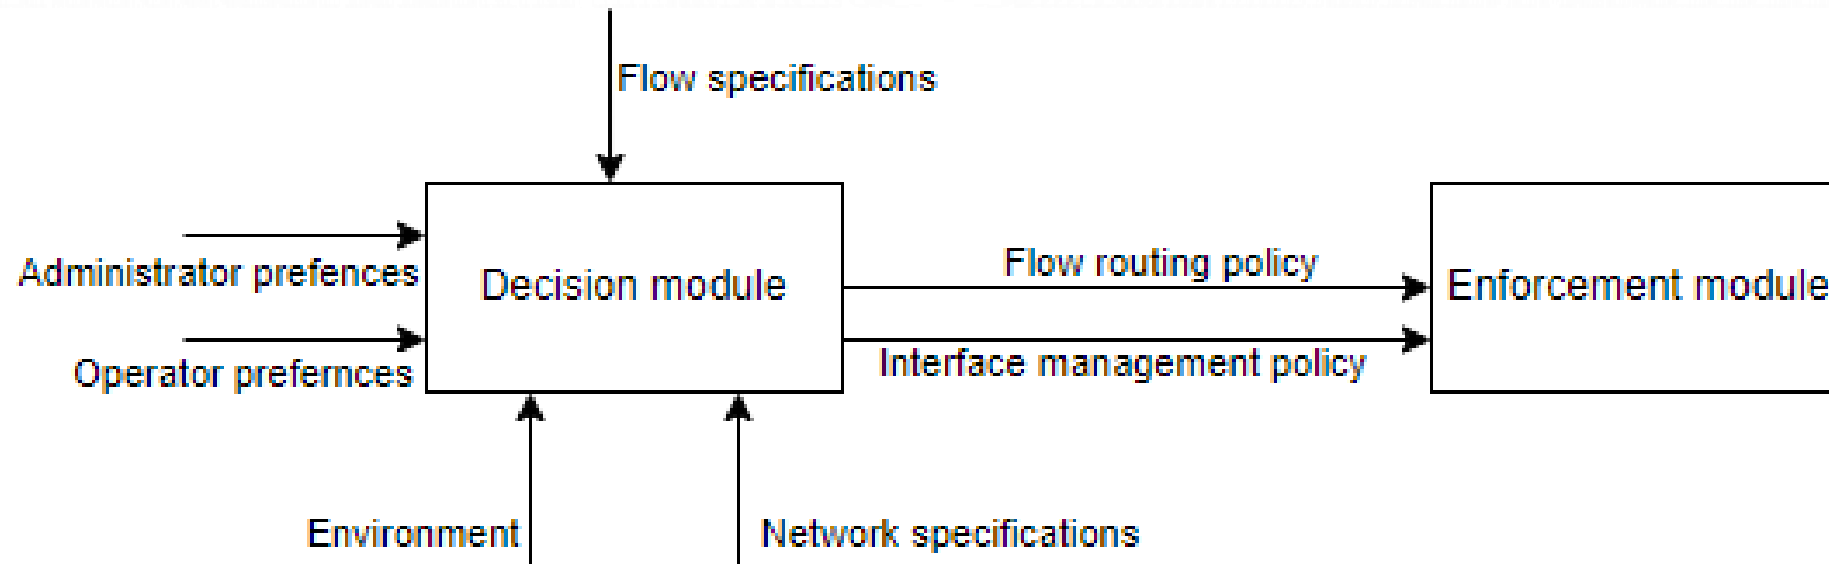 Flow specifications
Administrator prefences
Decision module
Flow routing policy
Enforcement module
Operator prefernces
Interface management policy
Environment
Network specifications